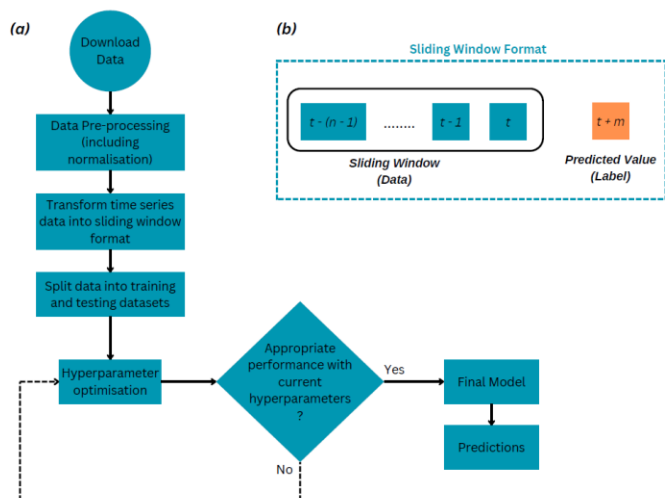 (a)
Download
Data
Data Pre-processing
(including
normalisation)
Transform time series
data into sliding window
format
Split data into training
and testing datasets
Hyperparameter
optimisation
Appropriate
performance with
current
hyperparameters
?
Yes
No
Final Model
Predictions
(b)
Sliding Window Format
t - (n - 1)
........
t - 1
t
t + m
Sliding Window
(Data)
Predicted Value
(Label)